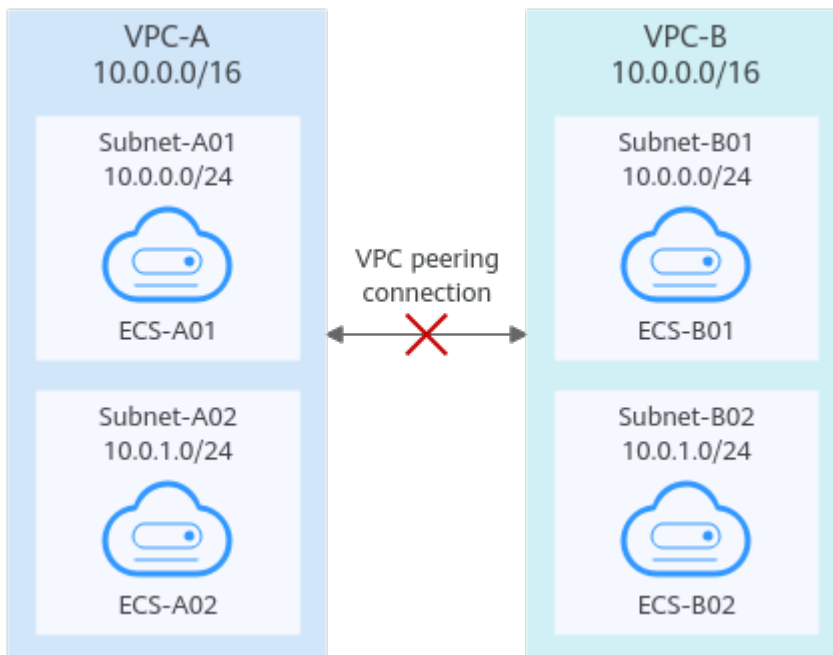 VPC-A
10.0.0.0/16
Subnet-A01
10.0.0.0/24
ECS-A01
Subnet-A02
10.0.1.0/24
ECS-A02
VPC peering
connection
VPC-B
10.0.0.0/16
Subnet-B01
10.0.0.0/24
ECS-B01
Subnet-B02
10.0.1.0/24
ECS-B02